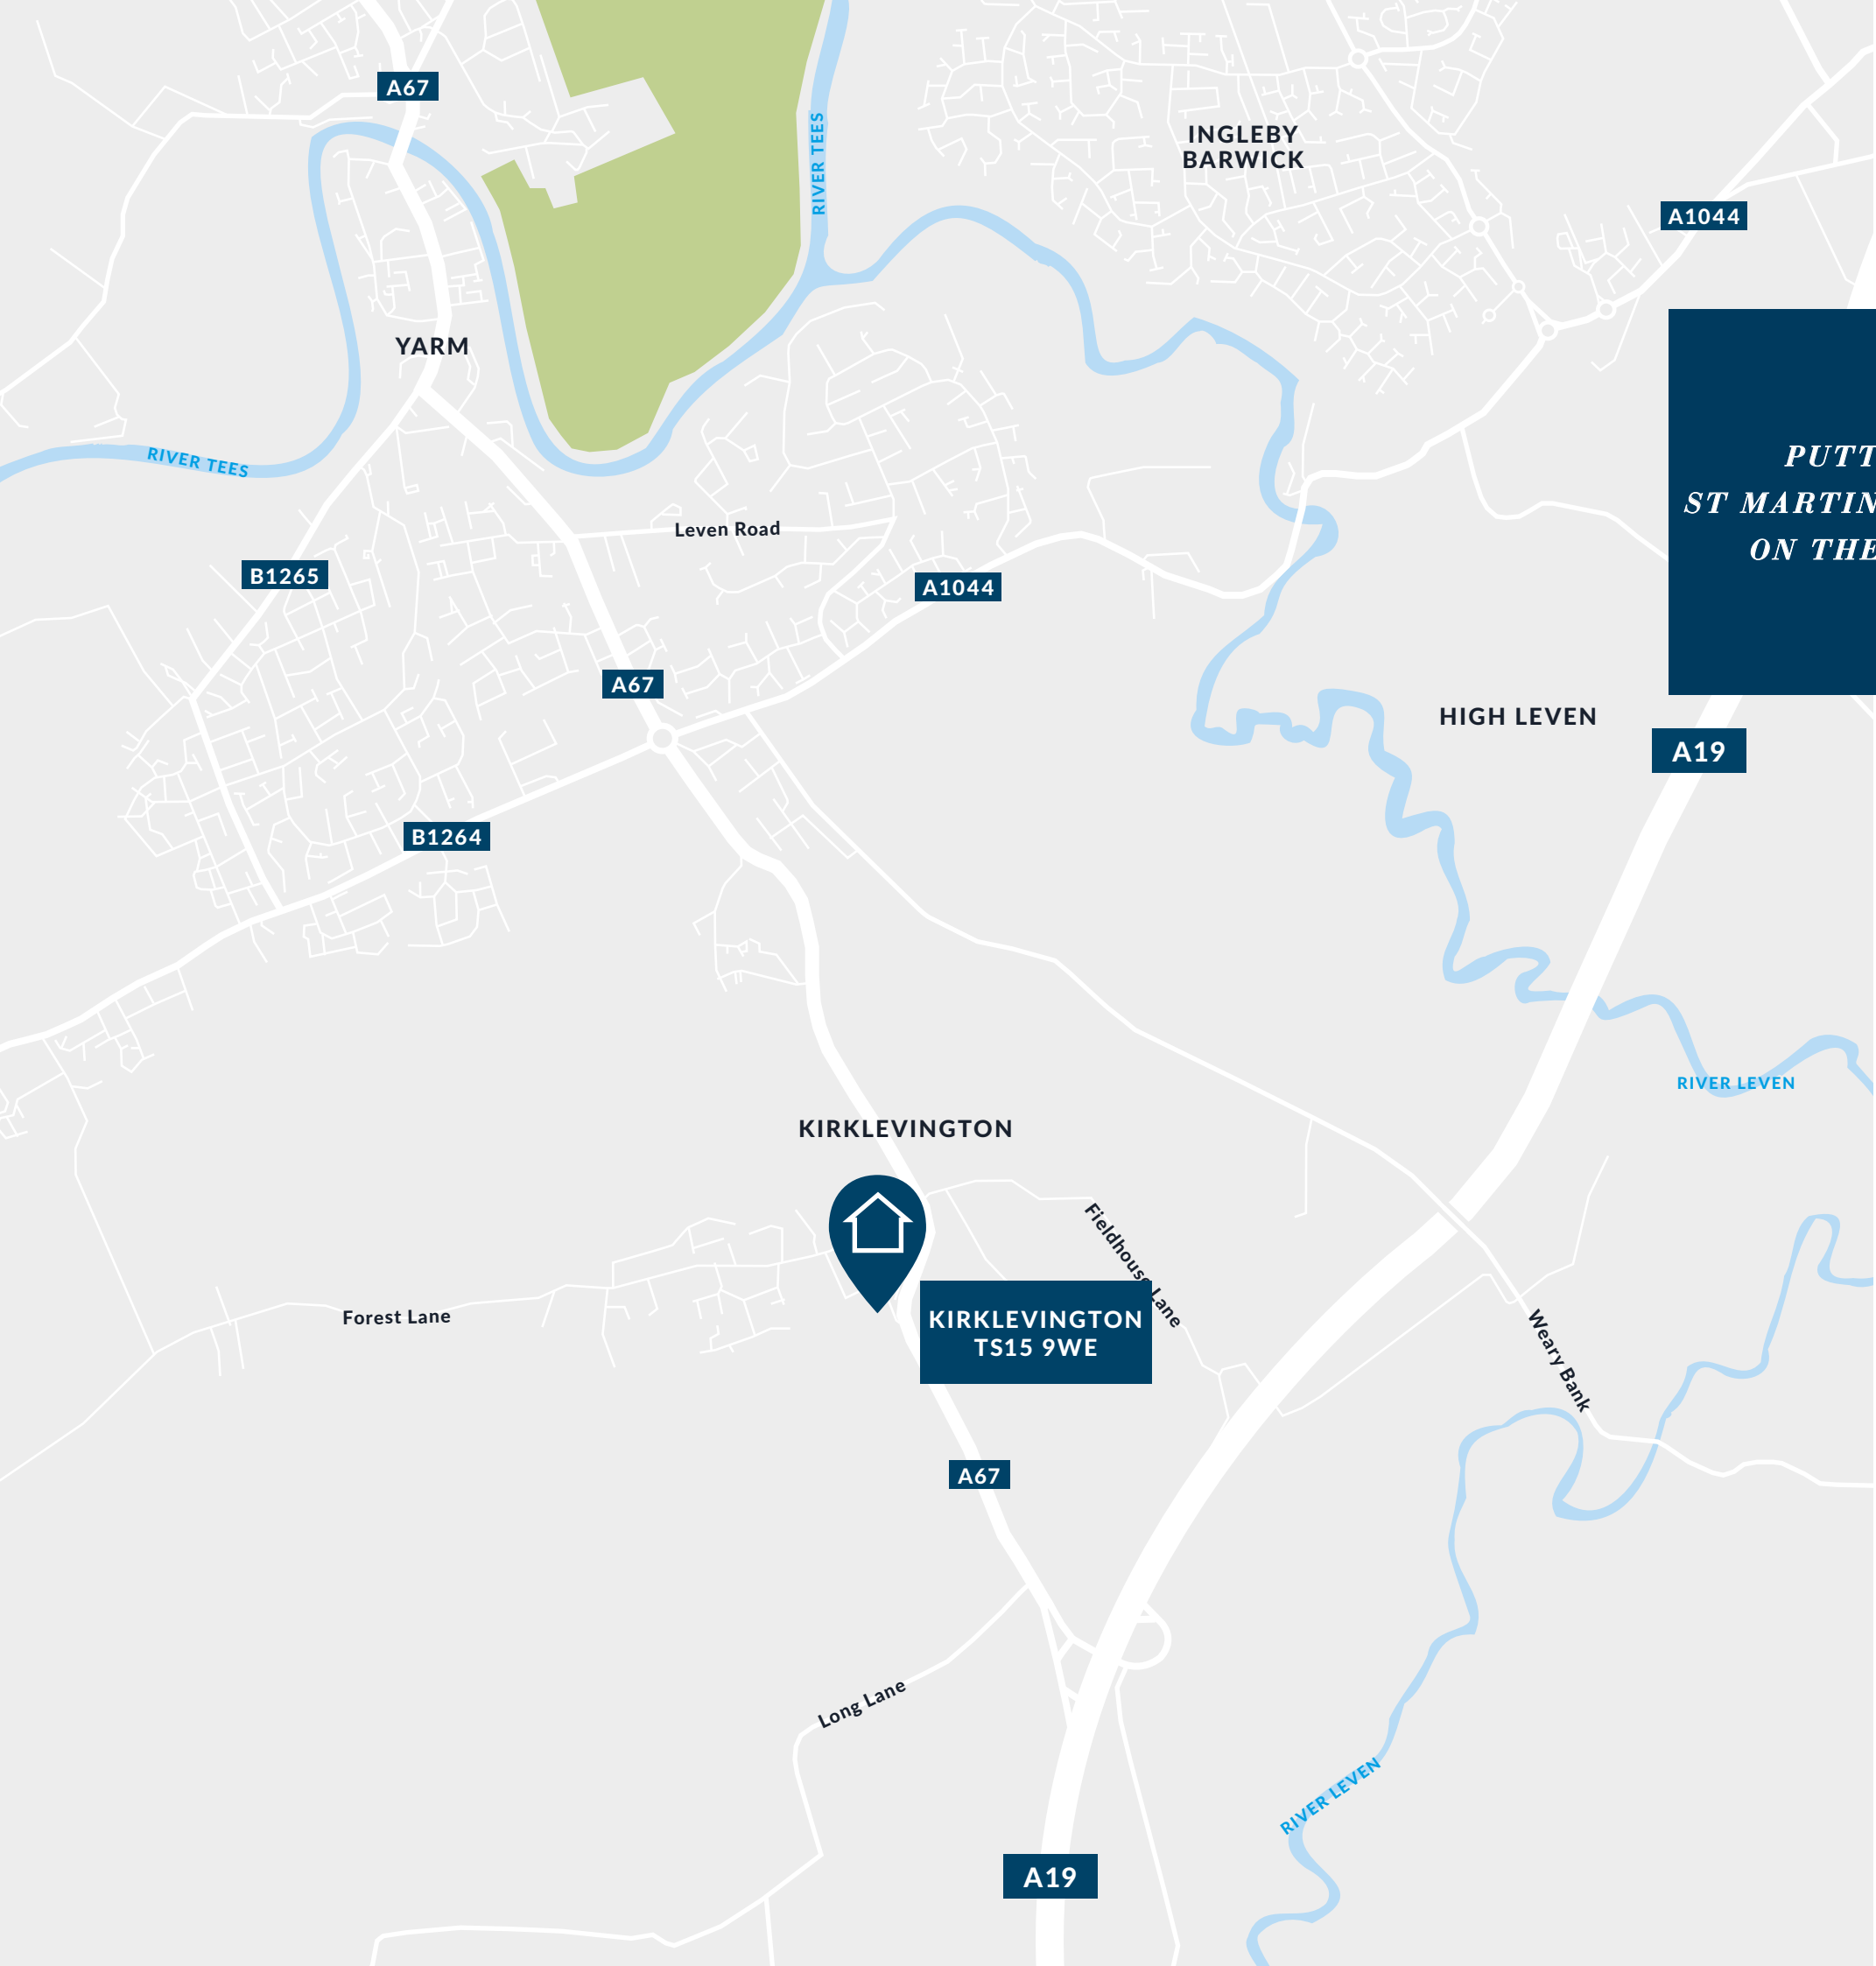 A67
RIVER TEES
INGLEBY
BARWICK
A1044
YARM
RIVER TEES
PUTT
ST MARTIN
ON THE
Leven Road
B1265
A1044
A67
HIGH LEVEN
A19
B1264
RIVER LEVEN
KIRKLEVINGTON
Fieldhouse Lane
Forest Lane
KIRKLEVINGTON
TS15 9WE
Weary Bank
A67
Long Lane
RIVER LEVEN
A19